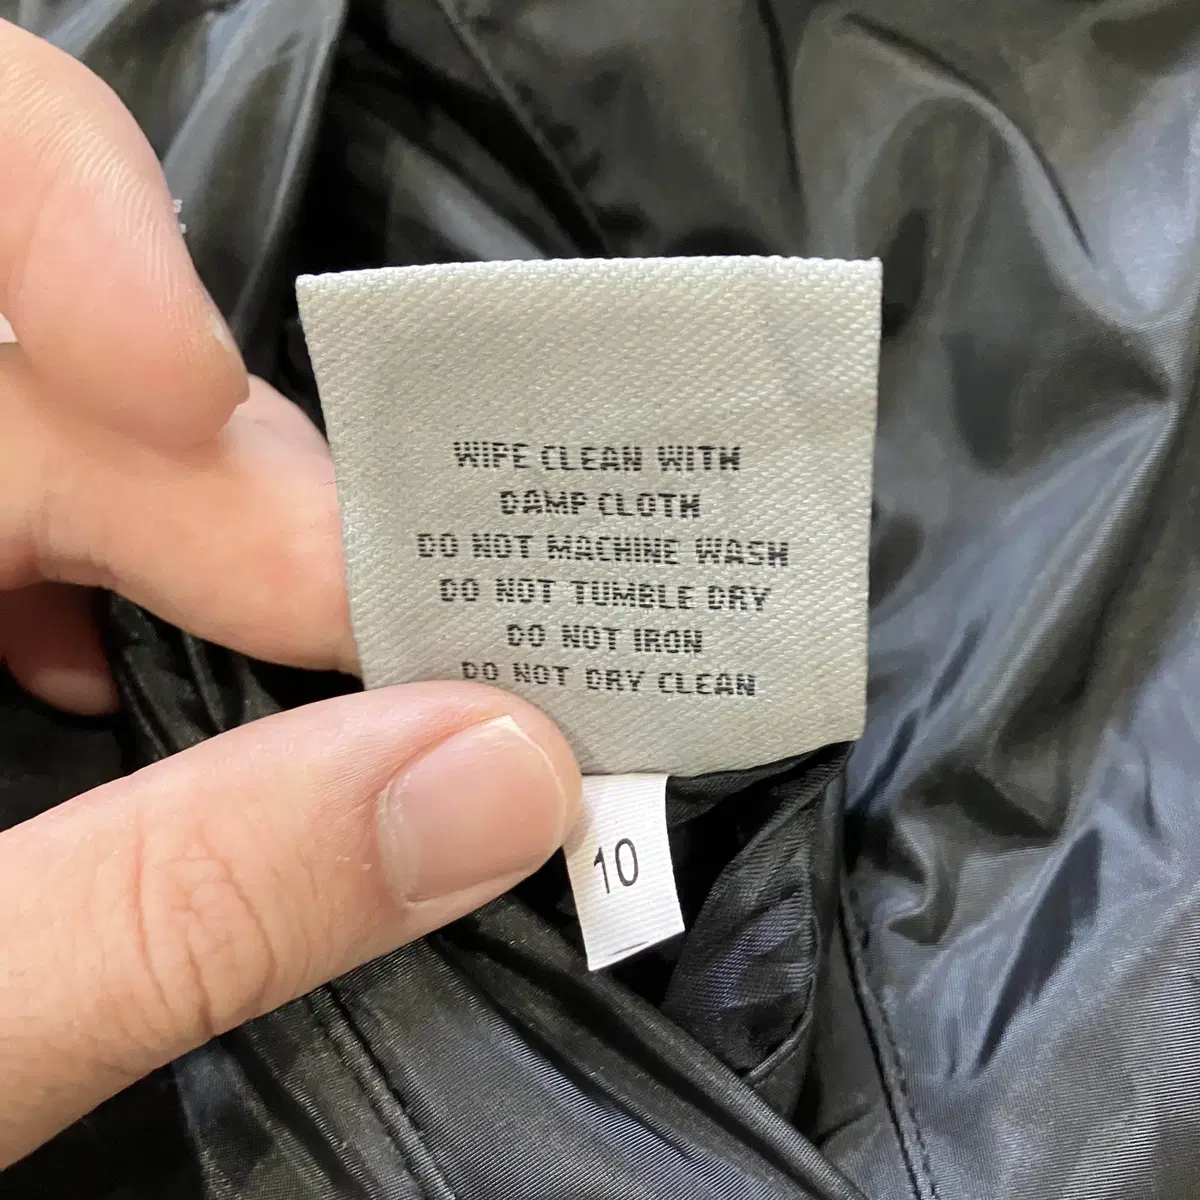 WIPE CLEAN WITH
DAMP CLOTH
DO NOT MACHINE WASH
DO NOT TUMBLE DRY
DO NOT IRON
DO NOT DRY CLEAN
10